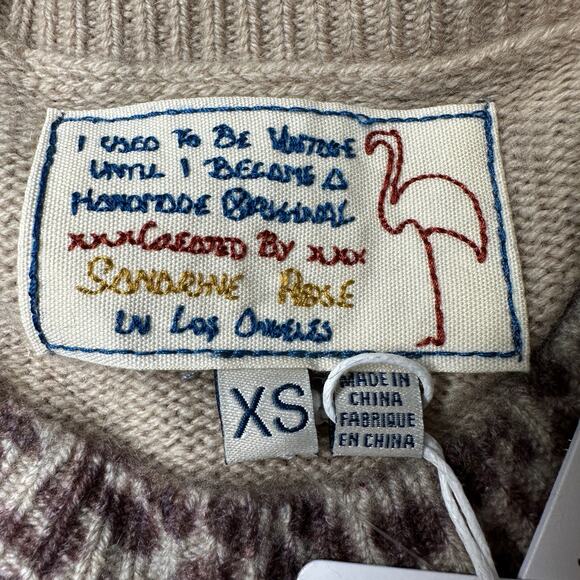 I USED TO BE VINTAGE
UNTIL I BECAME A
HANDMADE ORIGINAL
xxxCREATED BY xxx
SANDRINE ROSE
IN LOS ANGELES
XS
MADE IN
CHINA
FABRIQUE
EN CHINA